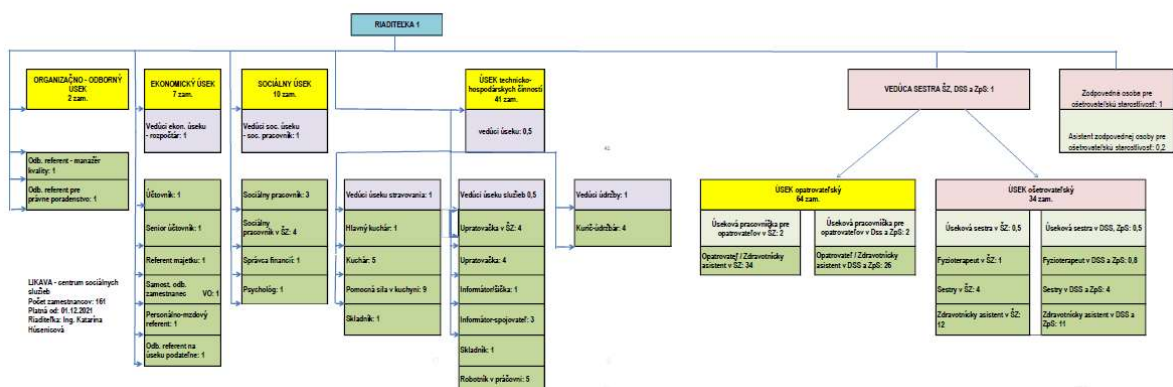 RIADITEĽKA 1
ORGANIZAČNO - ODBORNÝ
ÚSEK
2 zam.
EKONOMICKÝ ÚSEK
7 zam.
SOCIÁLNY ÚSEK
10 zam.
ÚSEK technicko-
hospodárskych činností
41 zam.
VEDÚCA SESTRA ŠZ, DSS a ZpS: 1
Zodpovedná osobe pre
ošetrovateľskú starostlivosť: 1
Asistent zodpovednej osoby pre
ošetrovateľskú starostlivosť: 0,2
Vedúci ekon. úseku
- rozpočtár: 1
Vedúci soc. úseku
- soc. pracovník: 1
vedúci úseku: 0,5
Odb. referent - manažér
kvality: 1
Odb. referent pre
právne poradenstvo: 1
Účtovník: 1
Senior účtovník: 1
Referent majetku: 1
Samost. odb.
zamestnanec VO: 1
Personálno-mzdový
referent: 1
Odb. referent na
úseku podateľne: 1
Sociálny pracovník: 3
Sociálny
pracovník v ŠZ: 4
Správca financií: 1
Psychológ: 1
Vedúci úseku stravovania: 1
Hlavný kuchár: 1
Kuchár: 5
Pomocná sila v kuchyni: 9
Skladník: 1
Vedúci úseku služieb 0,5
Upratovačka v ŠZ: 4
Upratovačka: 4
Informátor/šička: 1
Informátor-spojovateľ: 3
Skladník: 1
Robotník v práčovni: 5
Vedúci údržby: 1
Kurič-údržbár: 4
ÚSEK opatrovateľský
64 zam.
Úseková pracovníčka pre
opatrovateľov v ŠZ: 2
Úseková pracovníčka pre
opatrovateľov v Dss a ZpS: 2
Opatrovateľ / Zdravotnícky
asistent v ŠZ: 34
Opatrovateľ / Zdravotnícky
asistent v DSS a ZpS: 26
ÚSEK ošetrovateľský
34 zam.
Úseková sestra v ŠZ: 0,5
Úseková sestra v DSS, ZpS: 0,5
Fyzioterapeut v ŠZ: 1
Fyzioterapeut v DSS a ZpS: 0,8
Sestry v ŠZ: 4
Sestry v DSS a ZpS: 4
Zdravotnícky asistent v ŠZ:
12
Zdravotnícky asistent v DSS a
ZpS: 11
LIKAVA - centrum sociálnych
služieb
Počet zamestnancov: 161
Platná od: 01.12.2021
Riaditeľka: Ing. Katarína
Húsenicová